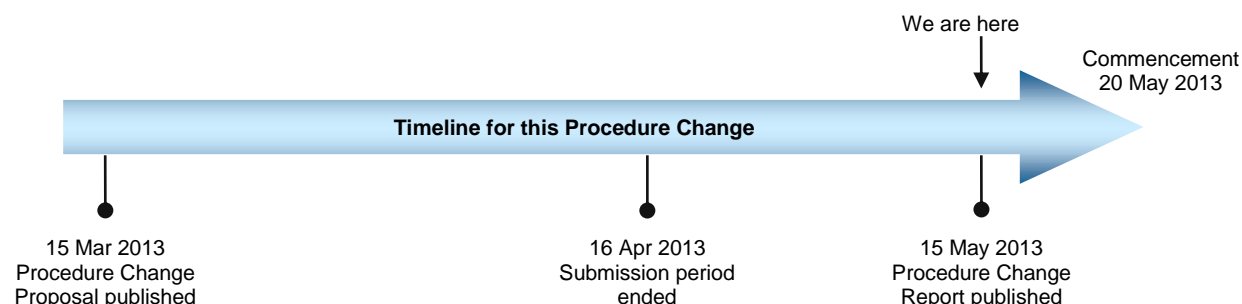 We are here
Commencement
20 May 2013
Timeline for this Procedure Change
15 Mar 2013
Procedure Change
Proposal published
16 Apr 2013
Submission period
ended
15 May 2013
Procedure Change
Report published